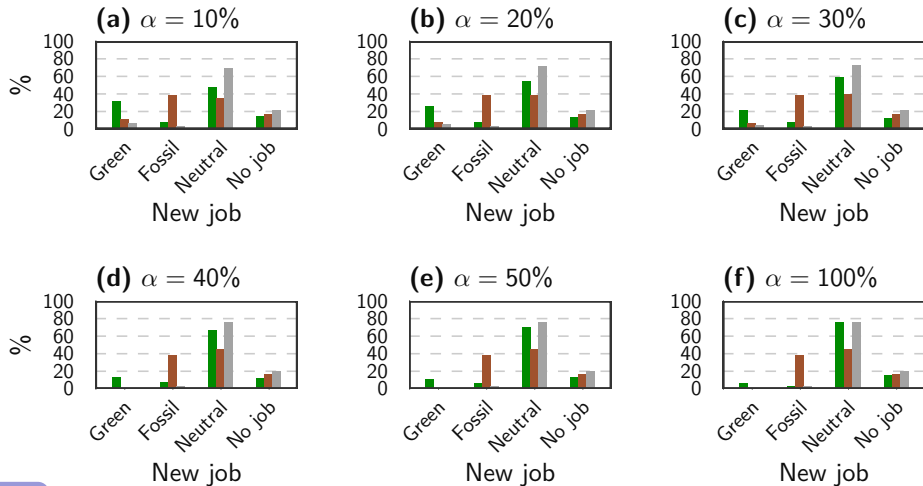 (a) α = 10%
(b) α = 20%
(c) α = 30%
%
100
80
60
40
20
0
Green
Fossil
Neutral
No job
New job
100
80
60
40
20
0
Green
Fossil
Neutral
No job
New job
100
80
60
40
20
0
Green
Fossil
Neutral
No job
New job
(d) α = 40%
(e) α = 50%
(f) α = 100%
%
100
80
60
40
20
0
Green
Fossil
Neutral
No job
New job
100
80
60
40
20
0
Green
Fossil
Neutral
No job
New job
100
80
60
40
20
0
Green
Fossil
Neutral
No job
New job